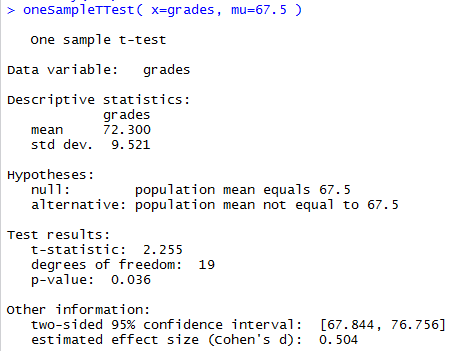 > oneSampleTTest( x=grades, mu=67.5 )
One sample t-test
Data variable:   grades
Descriptive statistics:
grades
mean     72.300
std dev.  9.521
Hypotheses:
null:        population mean equals 67.5
alternative: population mean not equal to 67.5
Test results:
t-statistic:  2.255
degrees of freedom:  19
p-value:  0.036
Other information:
two-sided 95% confidence interval:  [67.844, 76.756]
estimated effect size (Cohen's d):  0.504